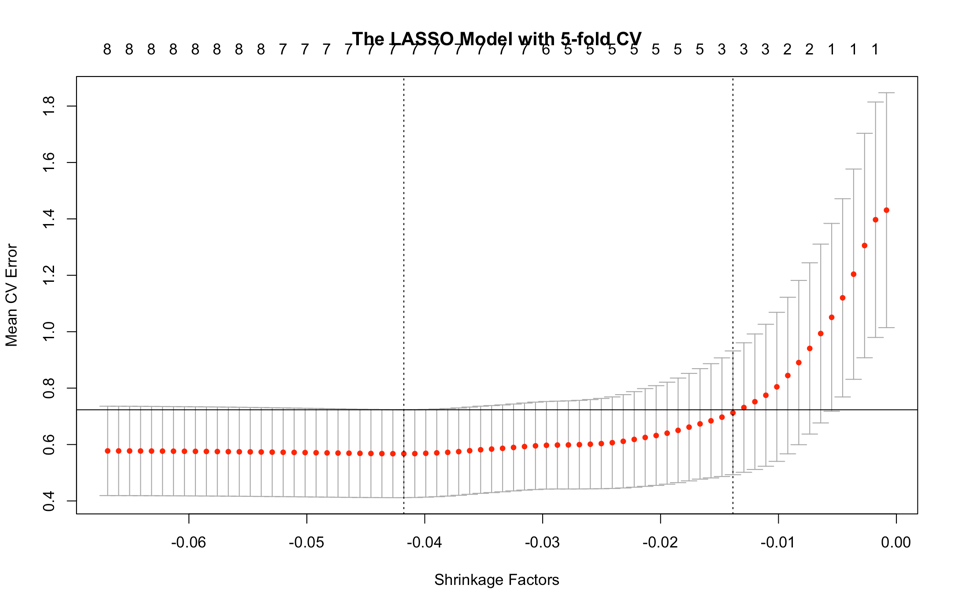 The LASSO Model with 5-fold CV
8 8 8 8 8 8 8 8 7 7 7 7 7 7 7 7 7 7 7 7 6 5 5 5 5 5 5 5 3 3 3 2 2 1 1 1
Mean CV Error
1.8
1.6
1.4
1.2
1.0
0.8
0.6
0.4
-0.06 -0.05 -0.04 -0.03 -0.02 -0.01 0.00
Shrinkage Factors